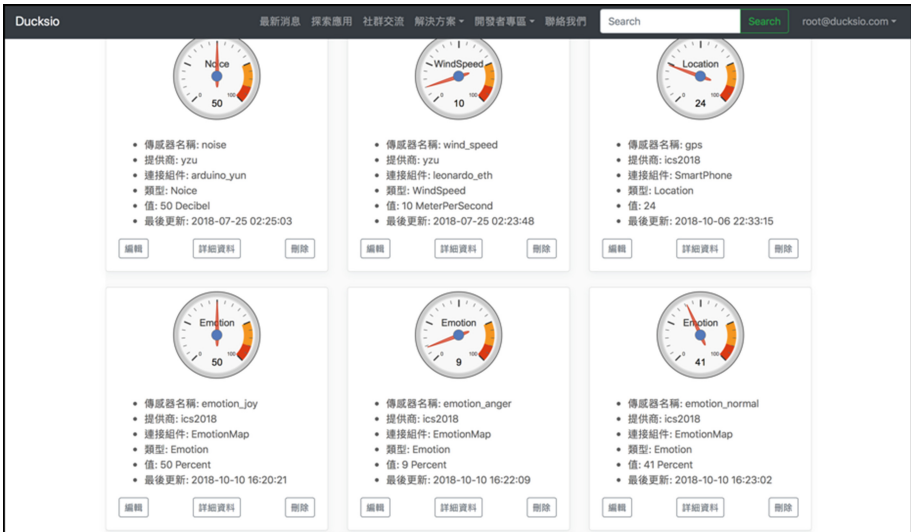 Ducksio 最新消息 探索應用 社群交流 解決方案 開發者專區 聯絡我們 Search Search root@ducksio.com
Noice
0 100
50
傳感器名稱: noise
提供商: yzu
連接組件: arduino_yun
類型: Noice
值: 50 Decibel
最後更新: 2018-07-25 02:25:03
編輯 詳細資料 刪除
WindSpeed
0 100
10
傳感器名稱: wind_speed
提供商: yzu
連接組件: leonardo_eth
類型: WindSpeed
值: 10 MeterPerSecond
最後更新: 2018-07-25 02:23:48
編輯 詳細資料 刪除
Location
0 100
24
傳感器名稱: gps
提供商: ics2018
連接組件: SmartPhone
類型: Location
值: 24
最後更新: 2018-10-06 22:33:15
編輯 詳細資料 刪除
Emotion
0 100
50
傳感器名稱: emotion_joy
提供商: ics2018
連接組件: EmotionMap
類型: Emotion
值: 50 Percent
最後更新: 2018-10-10 16:20:21
編輯 詳細資料 刪除
Emotion
0 100
9
傳感器名稱: emotion_anger
提供商: ics2018
連接組件: EmotionMap
類型: Emotion
值: 9 Percent
最後更新: 2018-10-10 16:22:09
編輯 詳細資料 刪除
Emotion
0 100
41
傳感器名稱: emotion_normal
提供商: ics2018
連接組件: EmotionMap
類型: Emotion
值: 41 Percent
最後更新: 2018-10-10 16:23:02
編輯 詳細資料 刪除